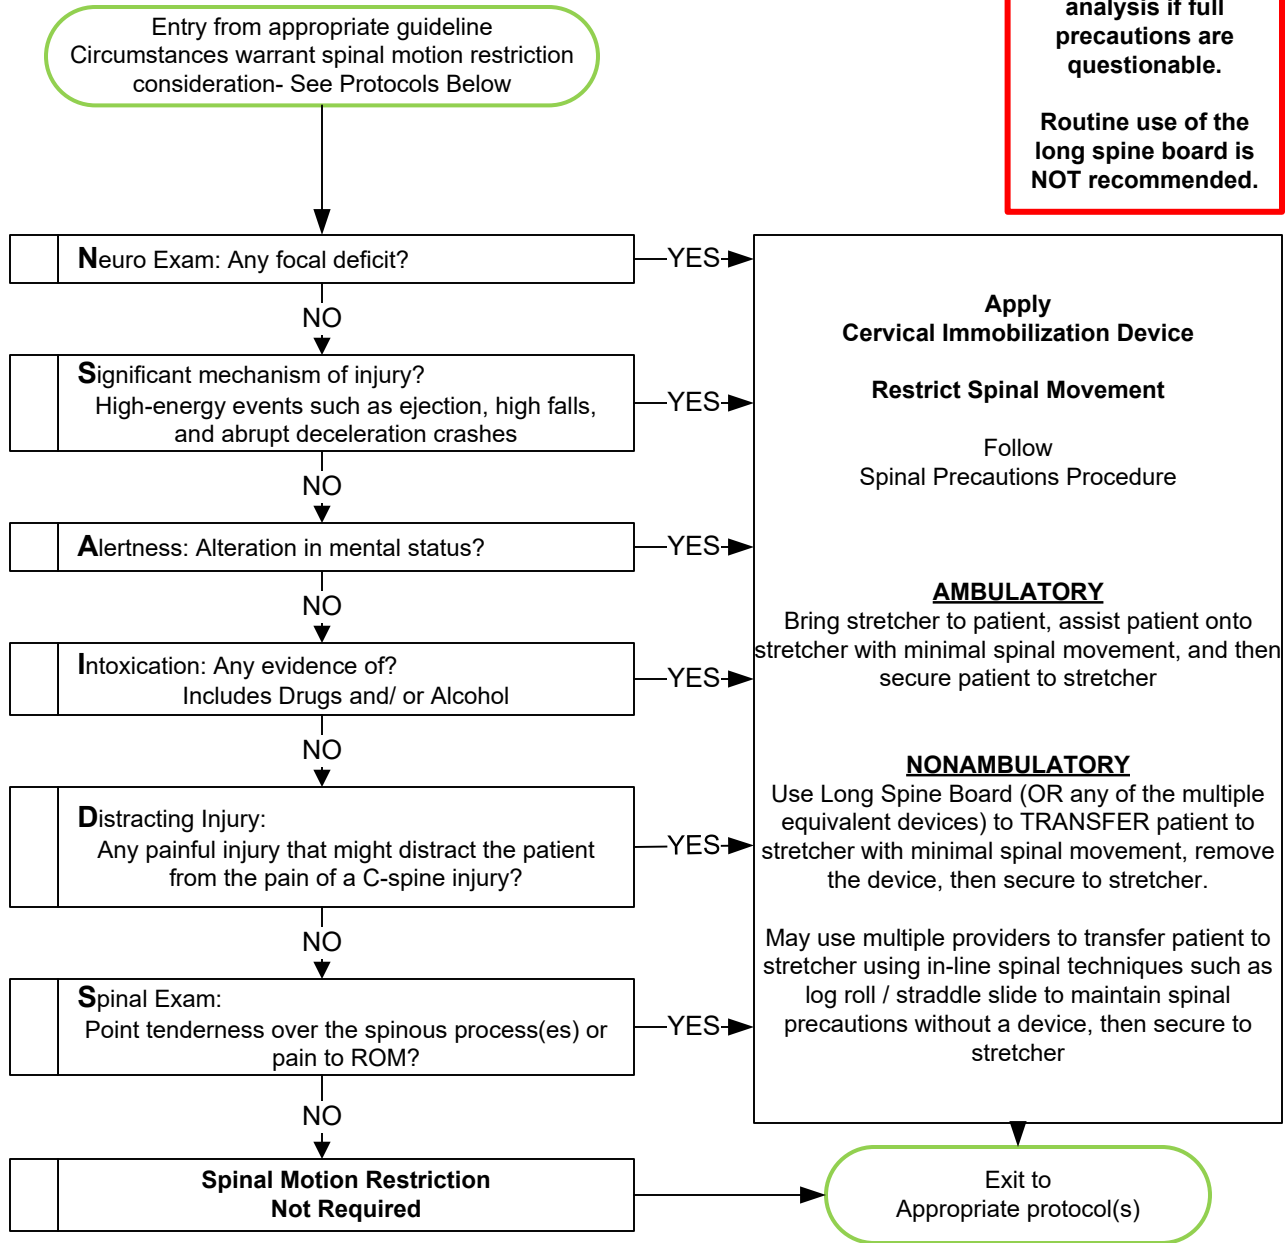 Entry from appropriate guideline
Circumstances warrant spinal motion restriction
consideration- See Protocols Below
analysis if full
precautions are
questionable.
Routine use of the
long spine board is
NOT recommended.
Neuro Exam: Any focal deficit?
YES
NO
Significant mechanism of injury?
High-energy events such as ejection, high falls,
and abrupt deceleration crashes
YES
NO
Alertness: Alteration in mental status?
YES
NO
Intoxication: Any evidence of?
Includes Drugs and/ or Alcohol
YES
NO
Distracting Injury:
Any painful injury that might distract the patient
from the pain of a C-spine injury?
YES
NO
Spinal Exam:
Point tenderness over the spinous process(es) or
pain to ROM?
YES
NO
Spinal Motion Restriction
Not Required
Apply
Cervical Immobilization Device
Restrict Spinal Movement
Follow
Spinal Precautions Procedure
AMBULATORY
Bring stretcher to patient, assist patient onto
stretcher with minimal spinal movement, and then
secure patient to stretcher
NONAMBULATORY
Use Long Spine Board (OR any of the multiple
equivalent devices) to TRANSFER patient to
stretcher with minimal spinal movement, remove
the device, then secure to stretcher.
May use multiple providers to transfer patient to
stretcher using in-line spinal techniques such as
log roll / straddle slide to maintain spinal
precautions without a device, then secure to
stretcher
Exit to
Appropriate protocol(s)